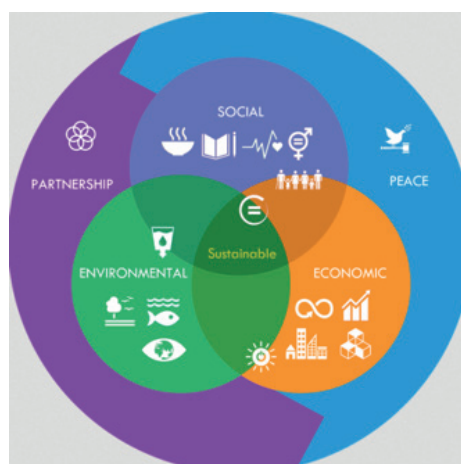 SOCIAL
PARTNERSHIP
PEACE
Sustainable
ENVIRONMENTAL
ECONOMIC